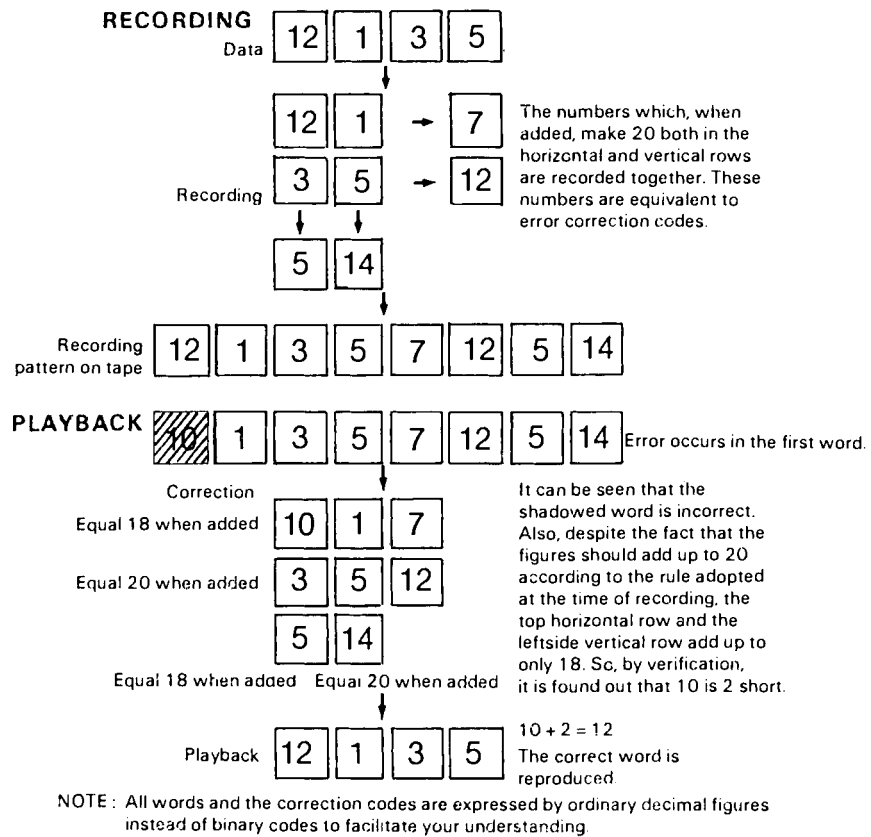 RECORDING
Data 12 1 3 5
12 1 → 7
The numbers which, when
added, make 20 both in the
horizontal and vertical rows
are recorded together. These
numbers are equivalent to
error correction codes.
Recording 3 5 → 12
5 14
Recording
pattern on tape
12 1 3 5 7 12 5 14
PLAYBACK 10 1 3 5 7 12 5 14 Error occurs in the first word.
Correction
Equal 18 when added 10 1 7
Equal 20 when added 3 5 12
5 14
Equal 18 when added Equal 20 when added
It can be seen that the
shadowed word is incorrect.
Also, despite the fact that the
figures should add up to 20
according to the rule adopted
at the time of recording, the
top horizontal row and the
leftside vertical row add up to
only 18. So, by verification,
it is found out that 10 is 2 short.
Playback 12 1 3 5
10 + 2 = 12
The correct word is
reproduced.
NOTE : All words and the correction codes are expressed by ordinary decimal figures
instead of binary codes to facilitate your understanding.